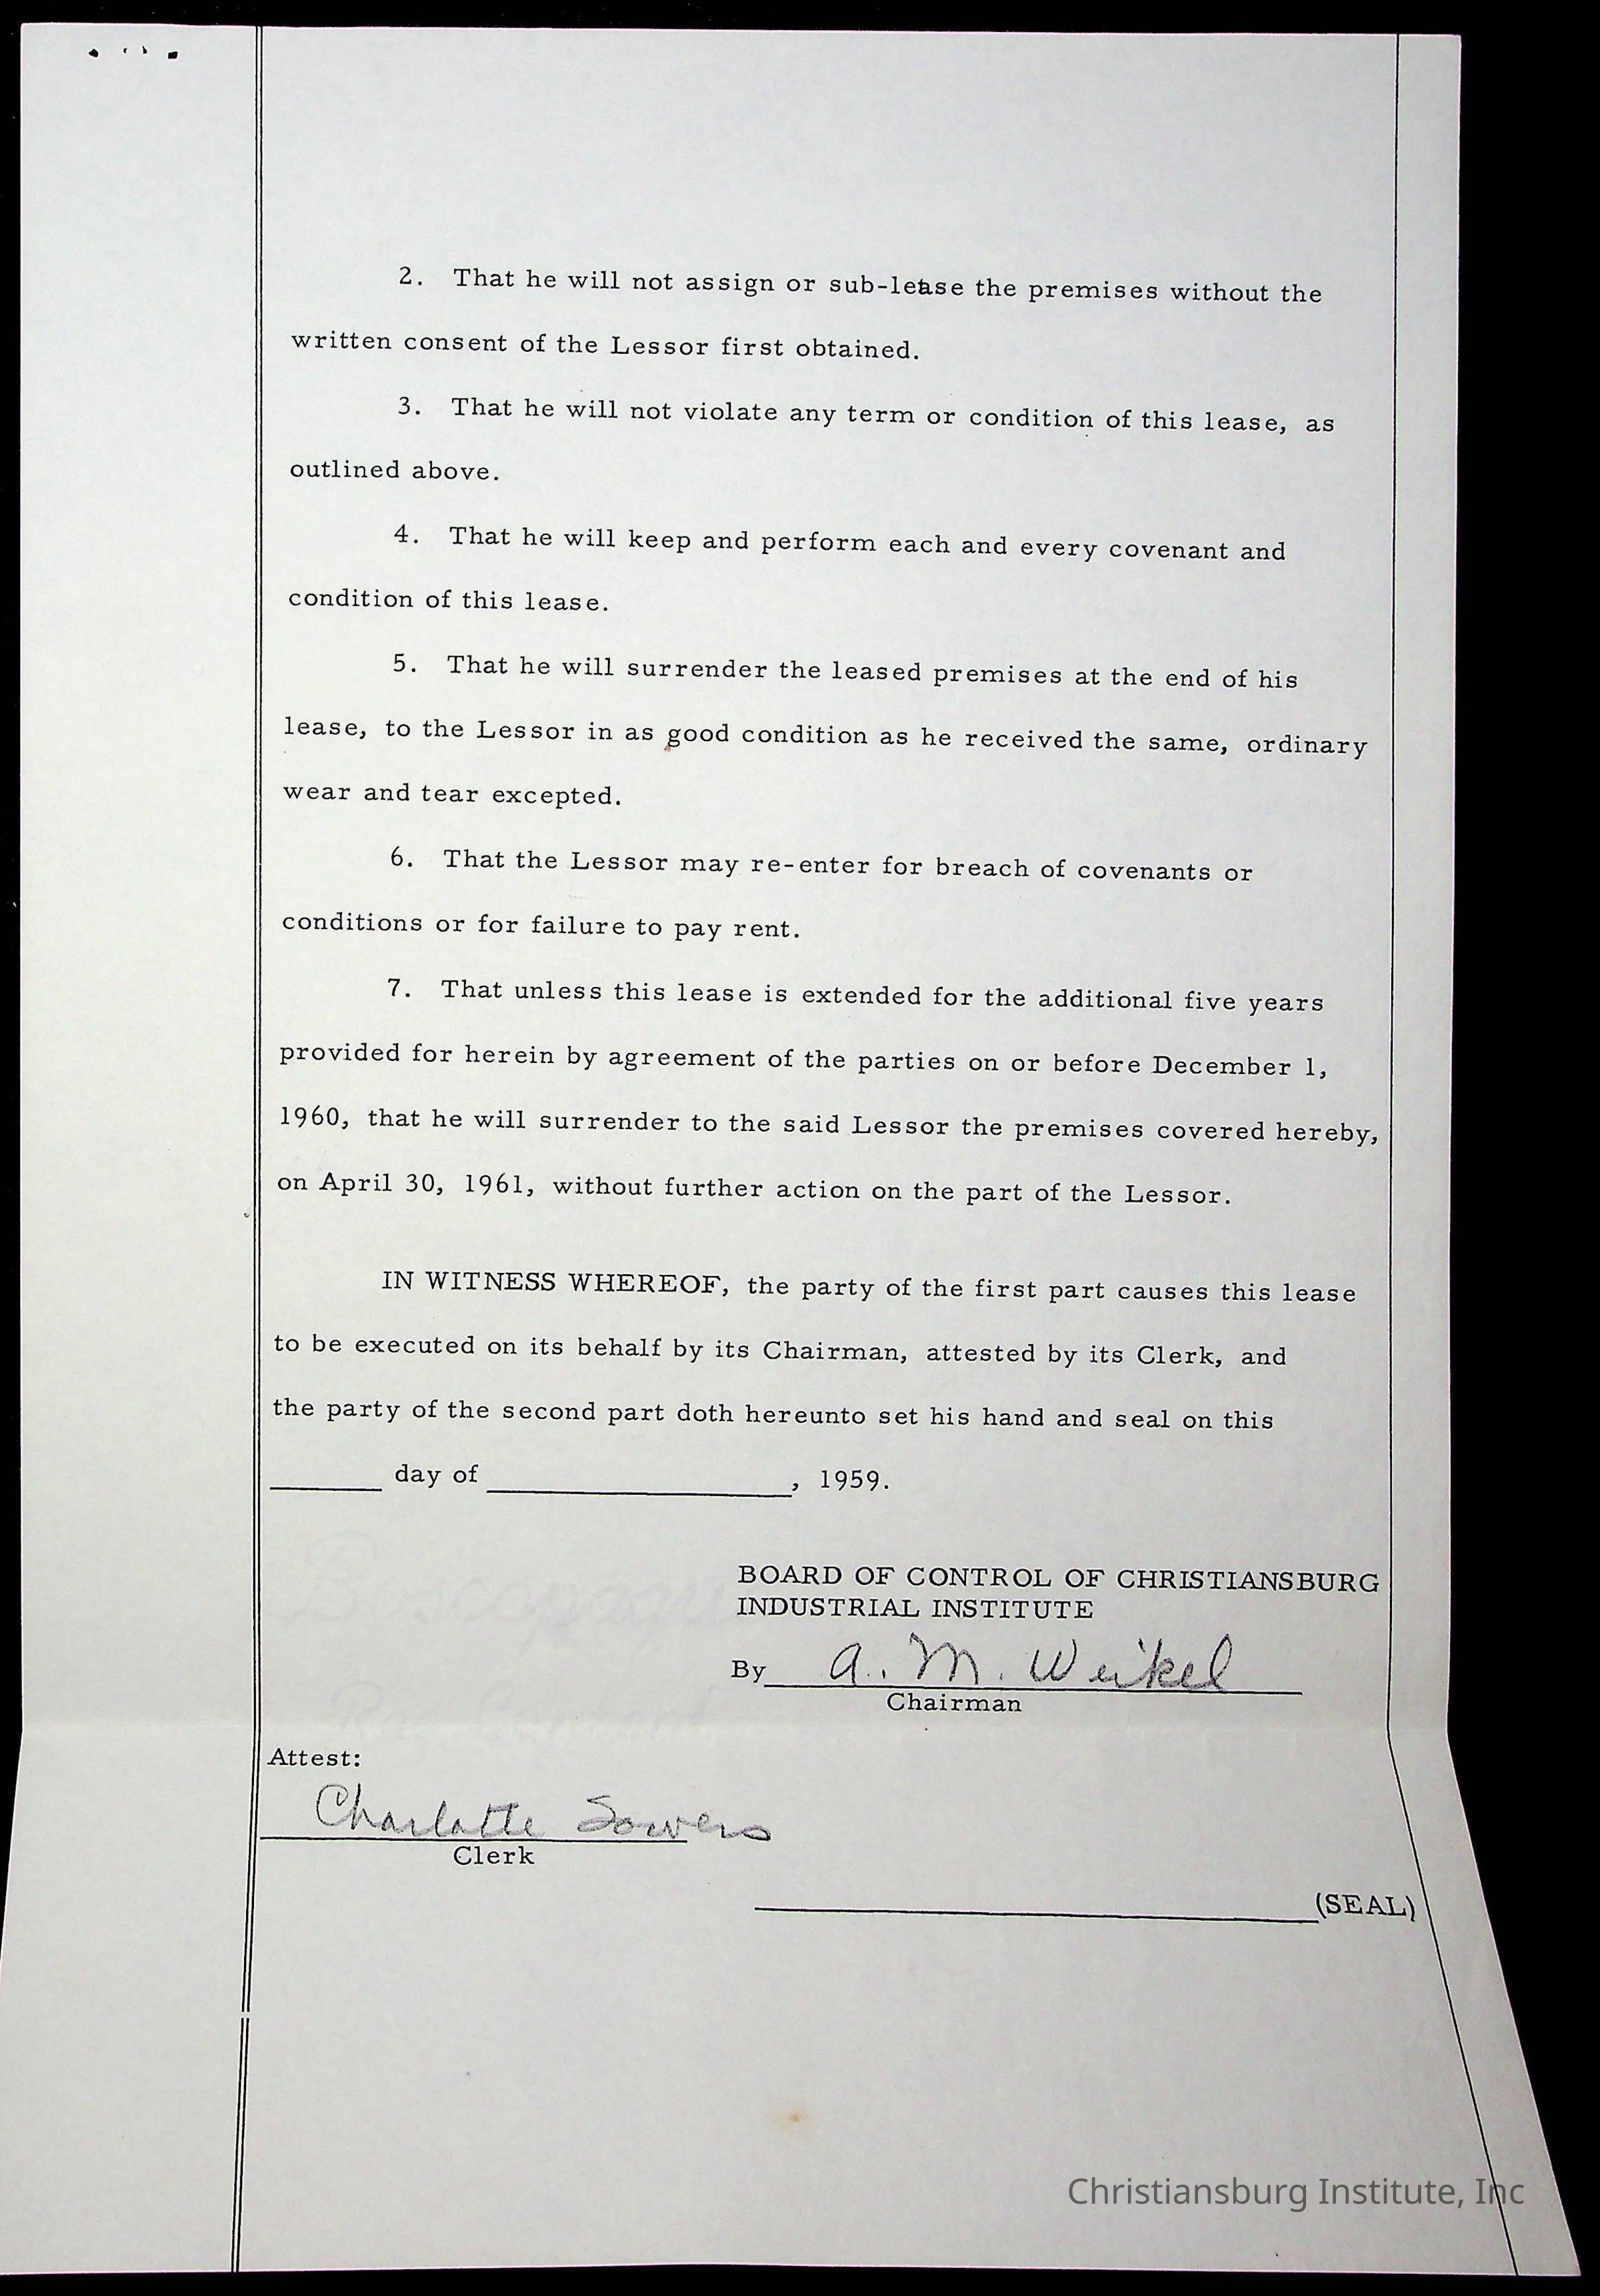 2. That he will not assign or sub-lease the premises without the
written consent of the Lessor first obtained.
3. That he will not violate any term or condition of this lease, as
outlined above.
4. That he will keep and perform each and every covenant and
condition of this lease.
5. That he will surrender the leased premises at the end of his
lease, to the Lessor in as good condition as he received the same, ordinary
wear and tear excepted.
6. That the Lessor may re-enter for breach of covenants or
conditions or for failure to pay rent.
7. That unless this lease is extended for the additional five years
provided for herein by agreement of the parties on or before December 1,
1960, that he will surrender to the said Lessor the premises covered hereby,
on April 30, 1961, without further action on the part of the Lessor.
IN WITNESS WHEREOF, the party of the first part causes this lease
to be executed on its behalf by its Chairman, attested by its Clerk, and
the party of the second part doth hereunto set his hand and seal on this
______ day of ________________, 1959.
BOARD OF CONTROL OF CHRISTIANSBURG
INDUSTRIAL INSTITUTE
By A. M. Weikel
Chairman
Attest:
Charlotte Sowers
Clerk
______________________________(SEAL)
Christiansburg Institute, Inc